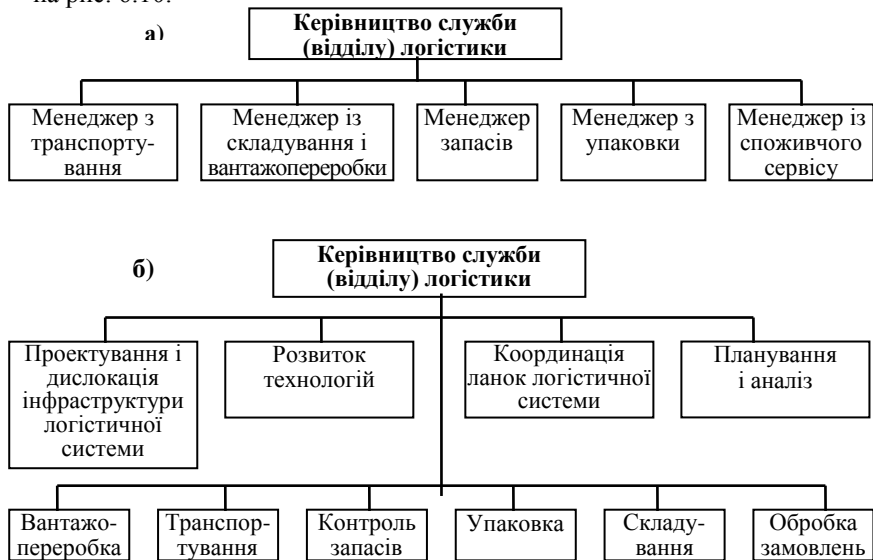 на рис. 6.10.
а)
Керівництво служби
(відділу) логістики
Менеджер з
транспорту-
вання
Менеджер із
складування і
вантажопереробки
Менеджер
запасів
Менеджер з
упаковки
Менеджер із
споживчого
сервісу
б)
Керівництво служби
(відділу) логістики
Проектування і
дислокація
інфраструктури
логістичної
системи
Розвиток
технологій
Координація
ланок логістичної
системи
Планування
і аналіз
Вантажо-
переробка
Транспор-
тування
Контроль
запасів
Упаковка
Складу-
вання
Обробка
замовлень